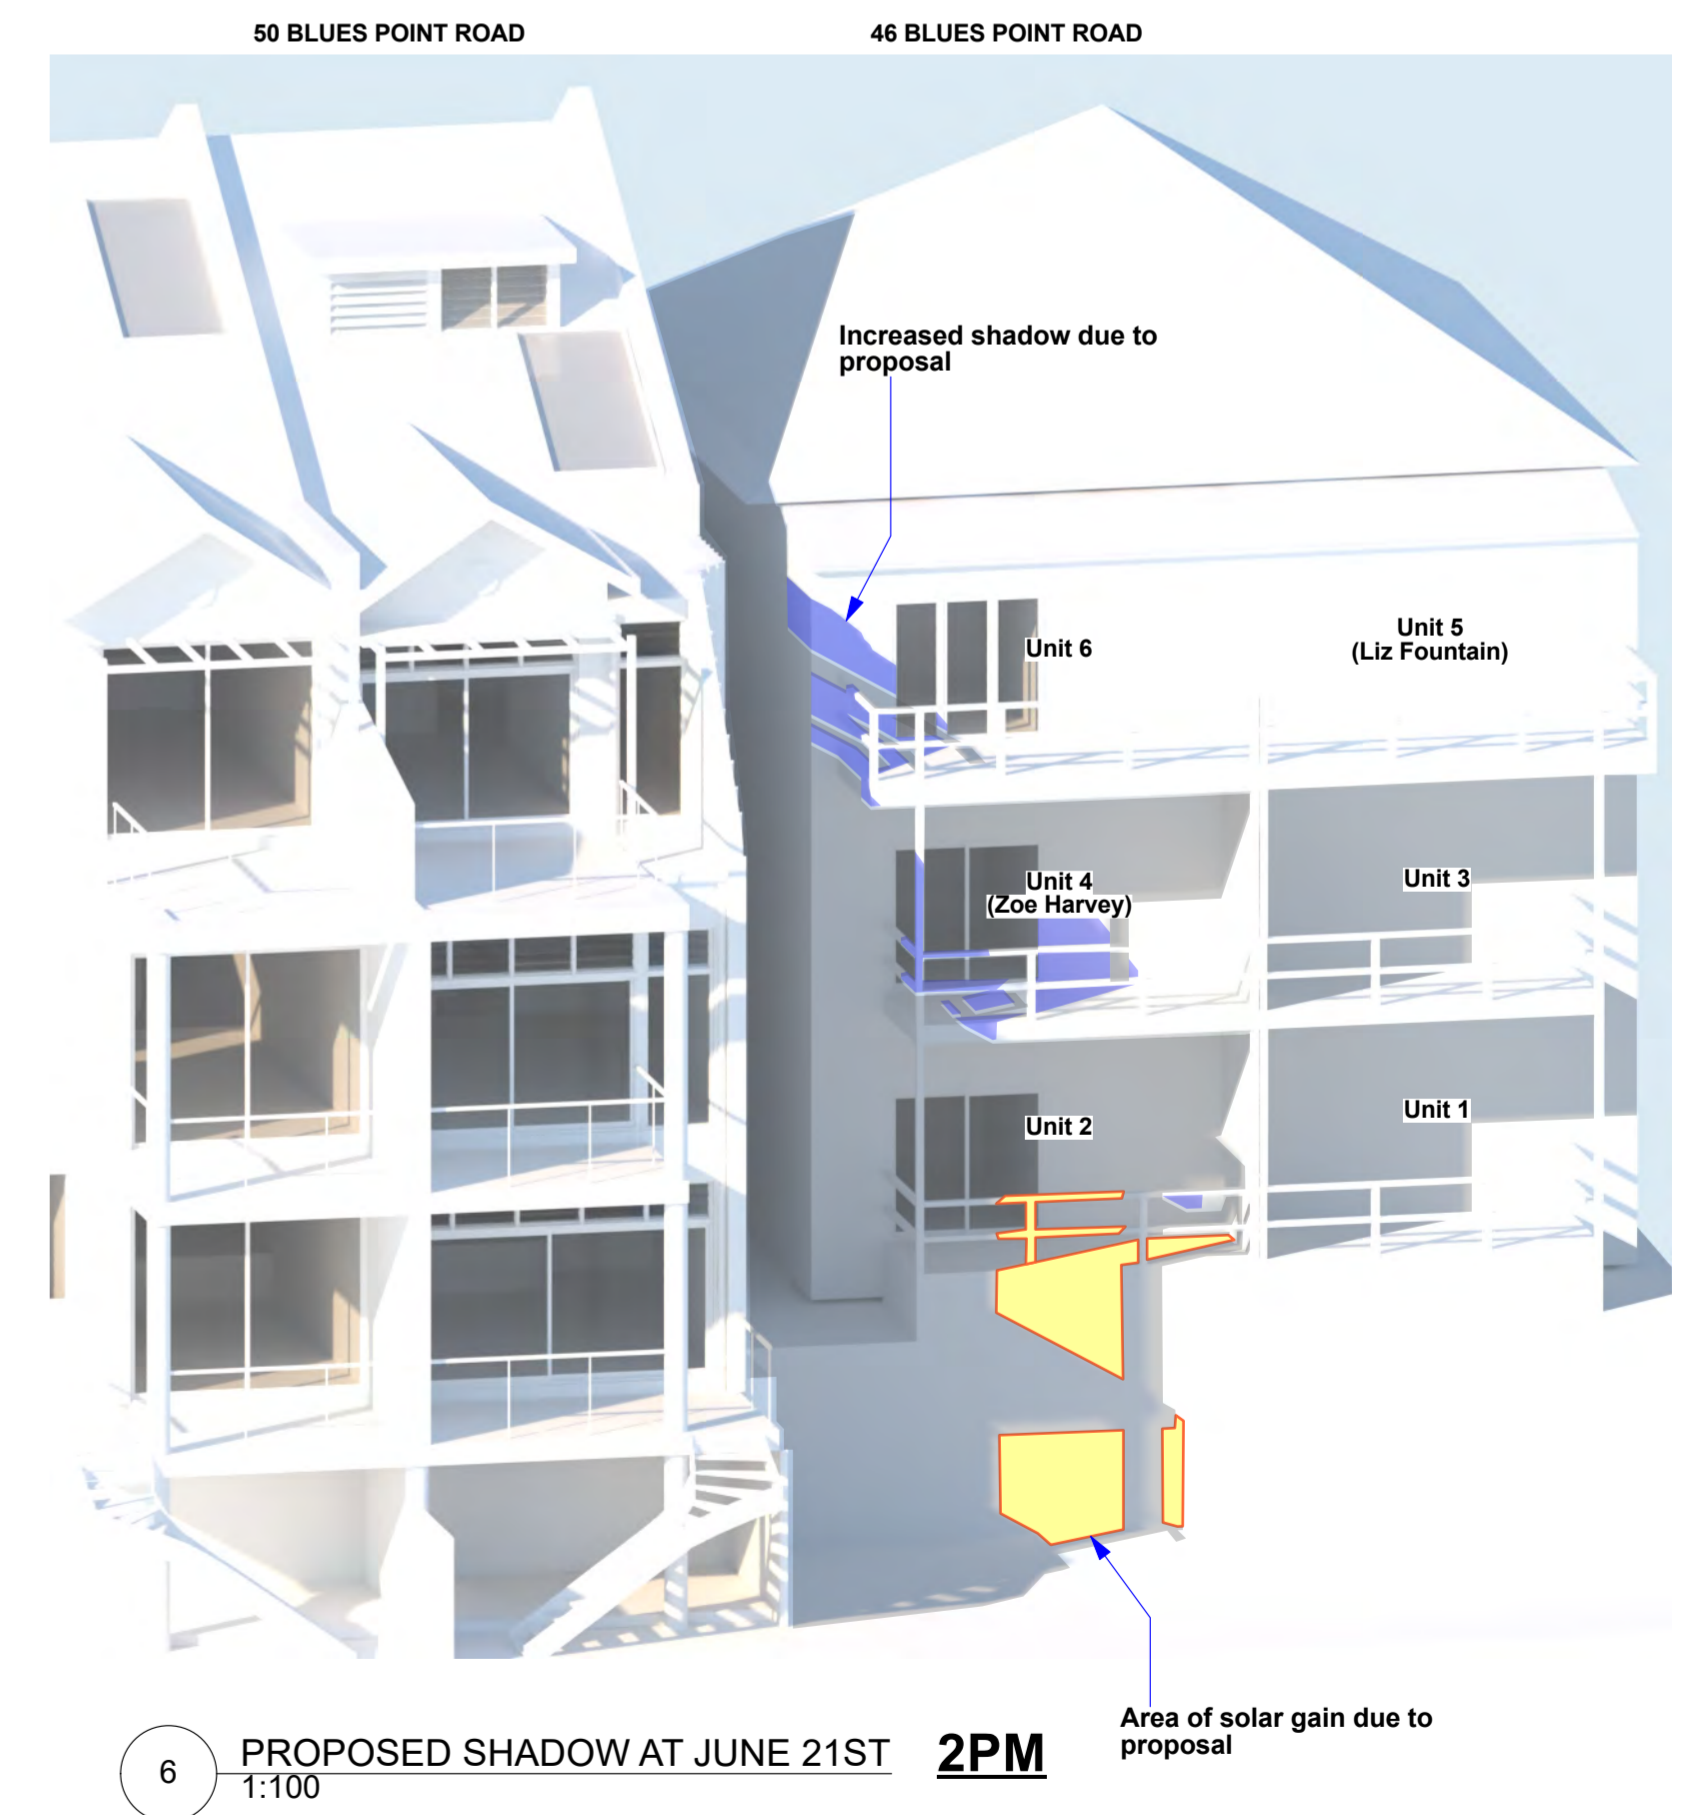 50 BLUES POINT ROAD
46 BLUES POINT ROAD
Increased shadow due to
proposal
Unit 6
Unit 5
(Liz Fountain)
Unit 4
(Zoe Harvey)
Unit 3
Unit 2
Unit 1
Area of solar gain due to
proposal
6
PROPOSED SHADOW AT JUNE 21ST
2PM
1:100